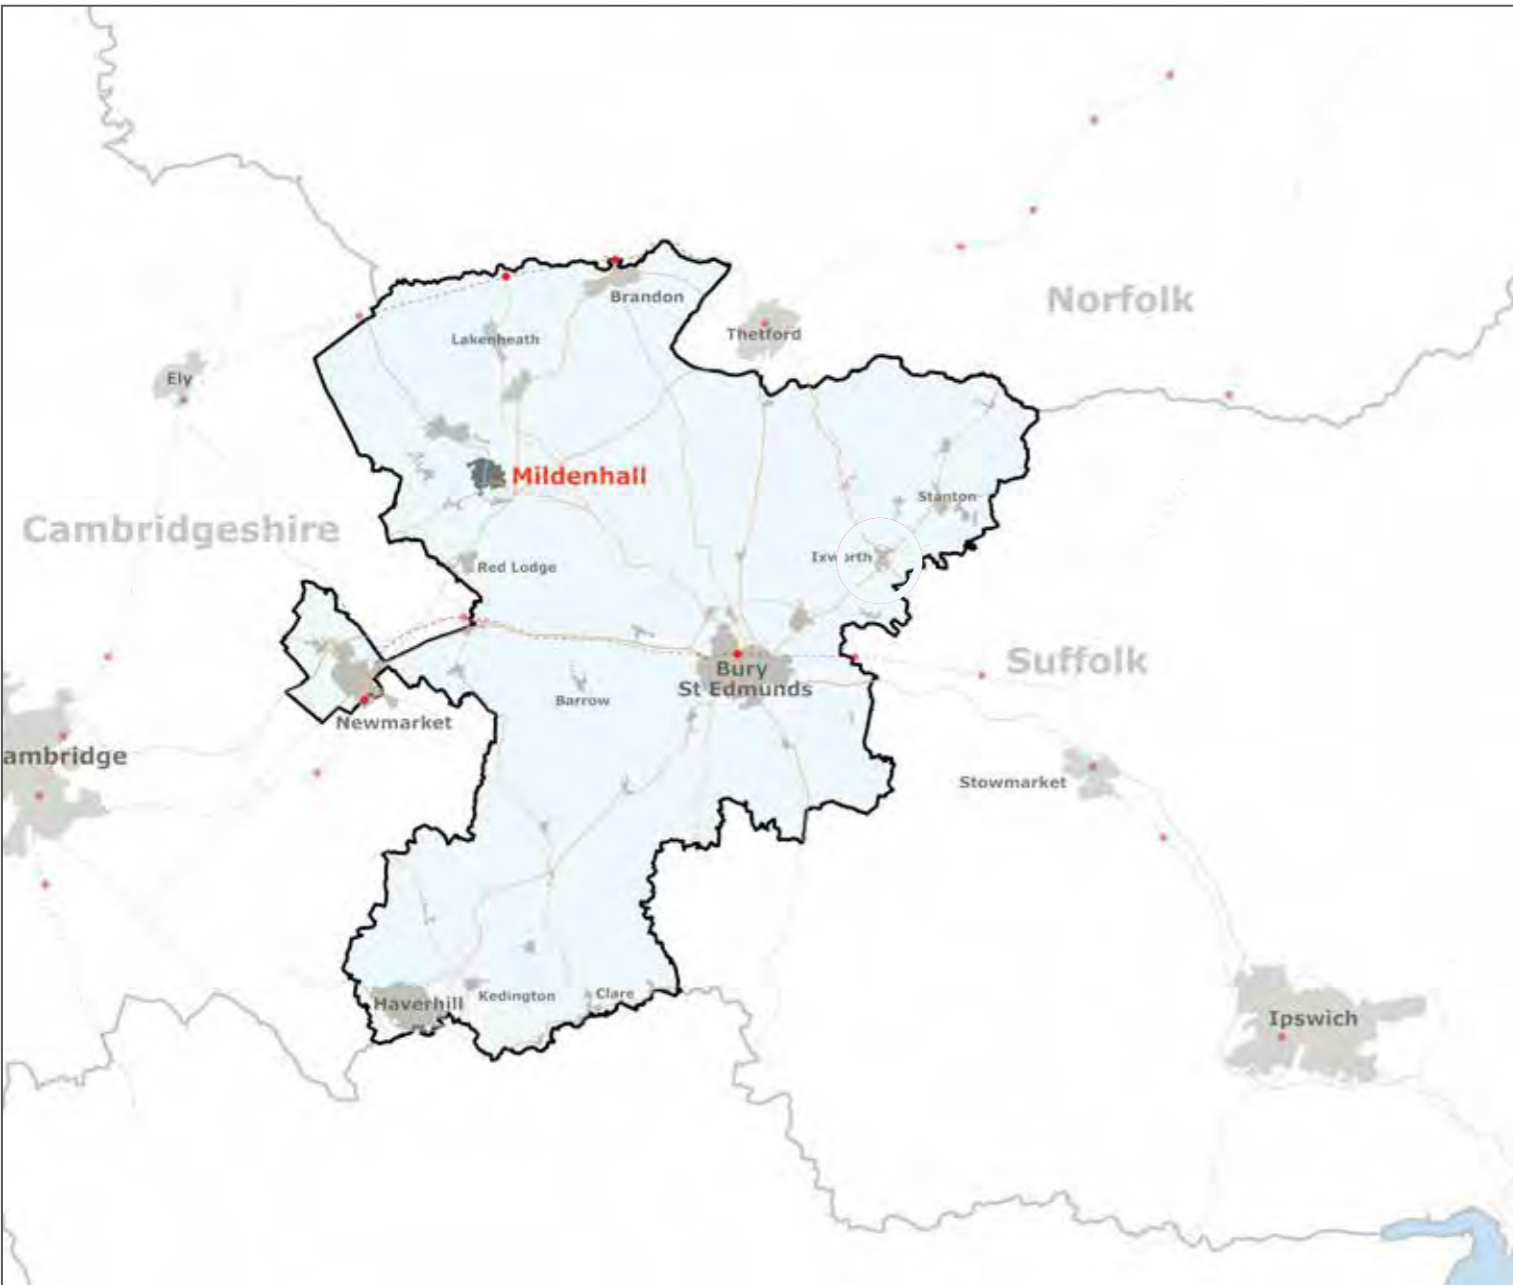 Norfolk
Brandon
Thetford
Lakenheath
Ely
Mildenhall
Stanton
Cambridgeshire
Ixworth
Red Lodge
Suffolk
Bury
St Edmunds
Barrow
Newmarket
ambridge
Stowmarket
Haverhill
Kedington
Clare
Ipswich